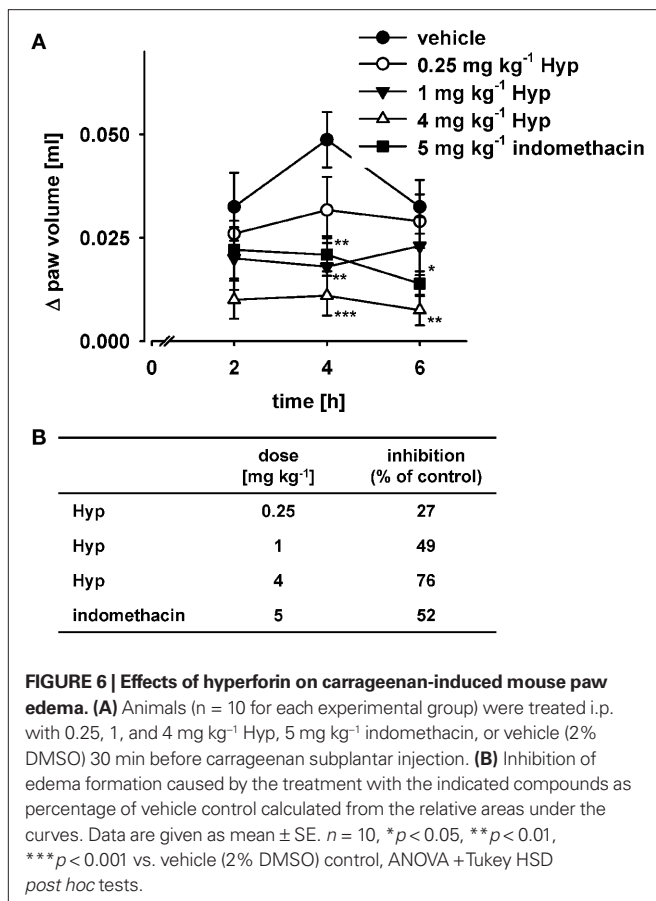 A
vehicle
0.25 mg kg⁻¹ Hyp
1 mg kg⁻¹ Hyp
4 mg kg⁻¹ Hyp
5 mg kg⁻¹ indomethacin
Δ paw volume [ml]
0.050
0.025
0.000
**
**
***
*
**
0 2 4 6
time [h]
B
dose inhibition
[mg kg⁻¹] (% of control)
Hyp 0.25 27
Hyp 1 49
Hyp 4 76
indomethacin 5 52
FIGURE 6 | Effects of hyperforin on carrageenan-induced mouse paw
edema. (A) Animals (n = 10 for each experimental group) were treated i.p.
with 0.25, 1, and 4 mg kg⁻¹ Hyp, 5 mg kg⁻¹ indomethacin, or vehicle (2%
DMSO) 30 min before carrageenan subplantar injection. (B) Inhibition of
edema formation caused by the treatment with the indicated compounds as
percentage of vehicle control calculated from the relative areas under the
curves. Data are given as mean ± SE. n = 10, *p < 0.05, **p < 0.01,
***p < 0.001 vs. vehicle (2% DMSO) control, ANOVA + Tukey HSD
post hoc tests.